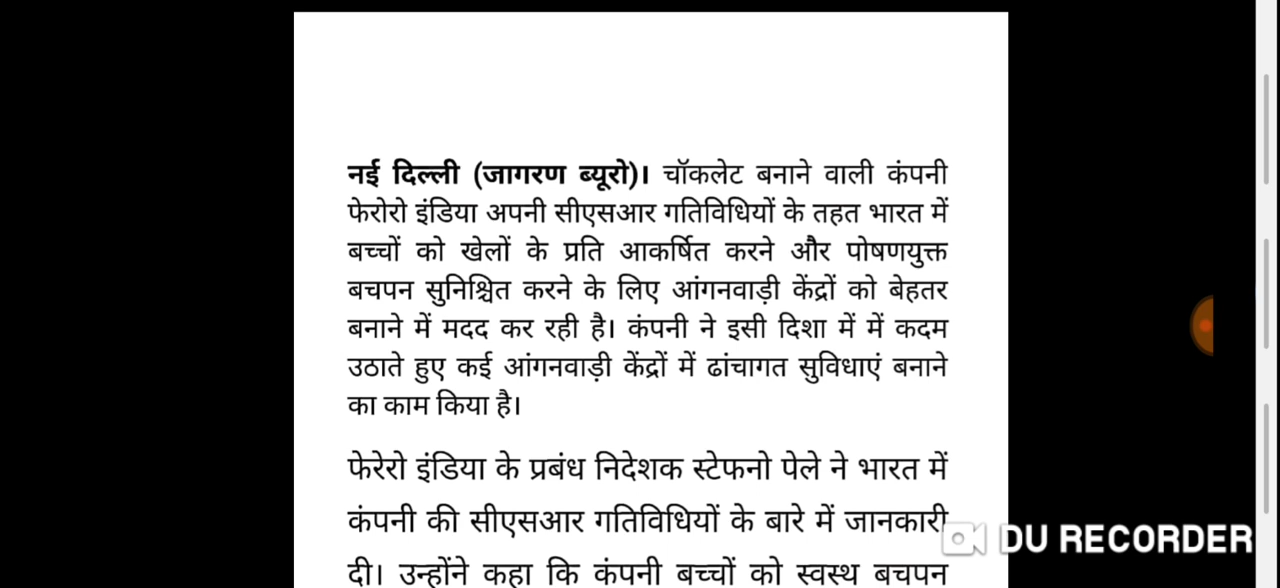 नई दिल्ली (जागरण ब्यूरो)। चॉकलेट बनाने वाली कंपनी
फेरोरो इंडिया अपनी सीएसआर गतिविधियों के तहत भारत में
बच्चों को खेलों के प्रति आकर्षित करने और पोषणयुक्त
बचपन सुनिश्चित करने के लिए आंगनवाड़ी केंद्रों को बेहतर
बनाने में मदद कर रही है। कंपनी ने इसी दिशा में में कदम
उठाते हुए कई आंगनवाड़ी केंद्रों में ढांचागत सुविधाएं बनाने
का काम किया है।
फेरेरो इंडिया के प्रबंध निदेशक स्टेफनो पेले ने भारत में
कंपनी की सीएसआर गतिविधियों के बारे में जानकारी
दी। उन्होंने कहा कि कंपनी बच्चों को स्वस्थ बचपन
DU RECORDER